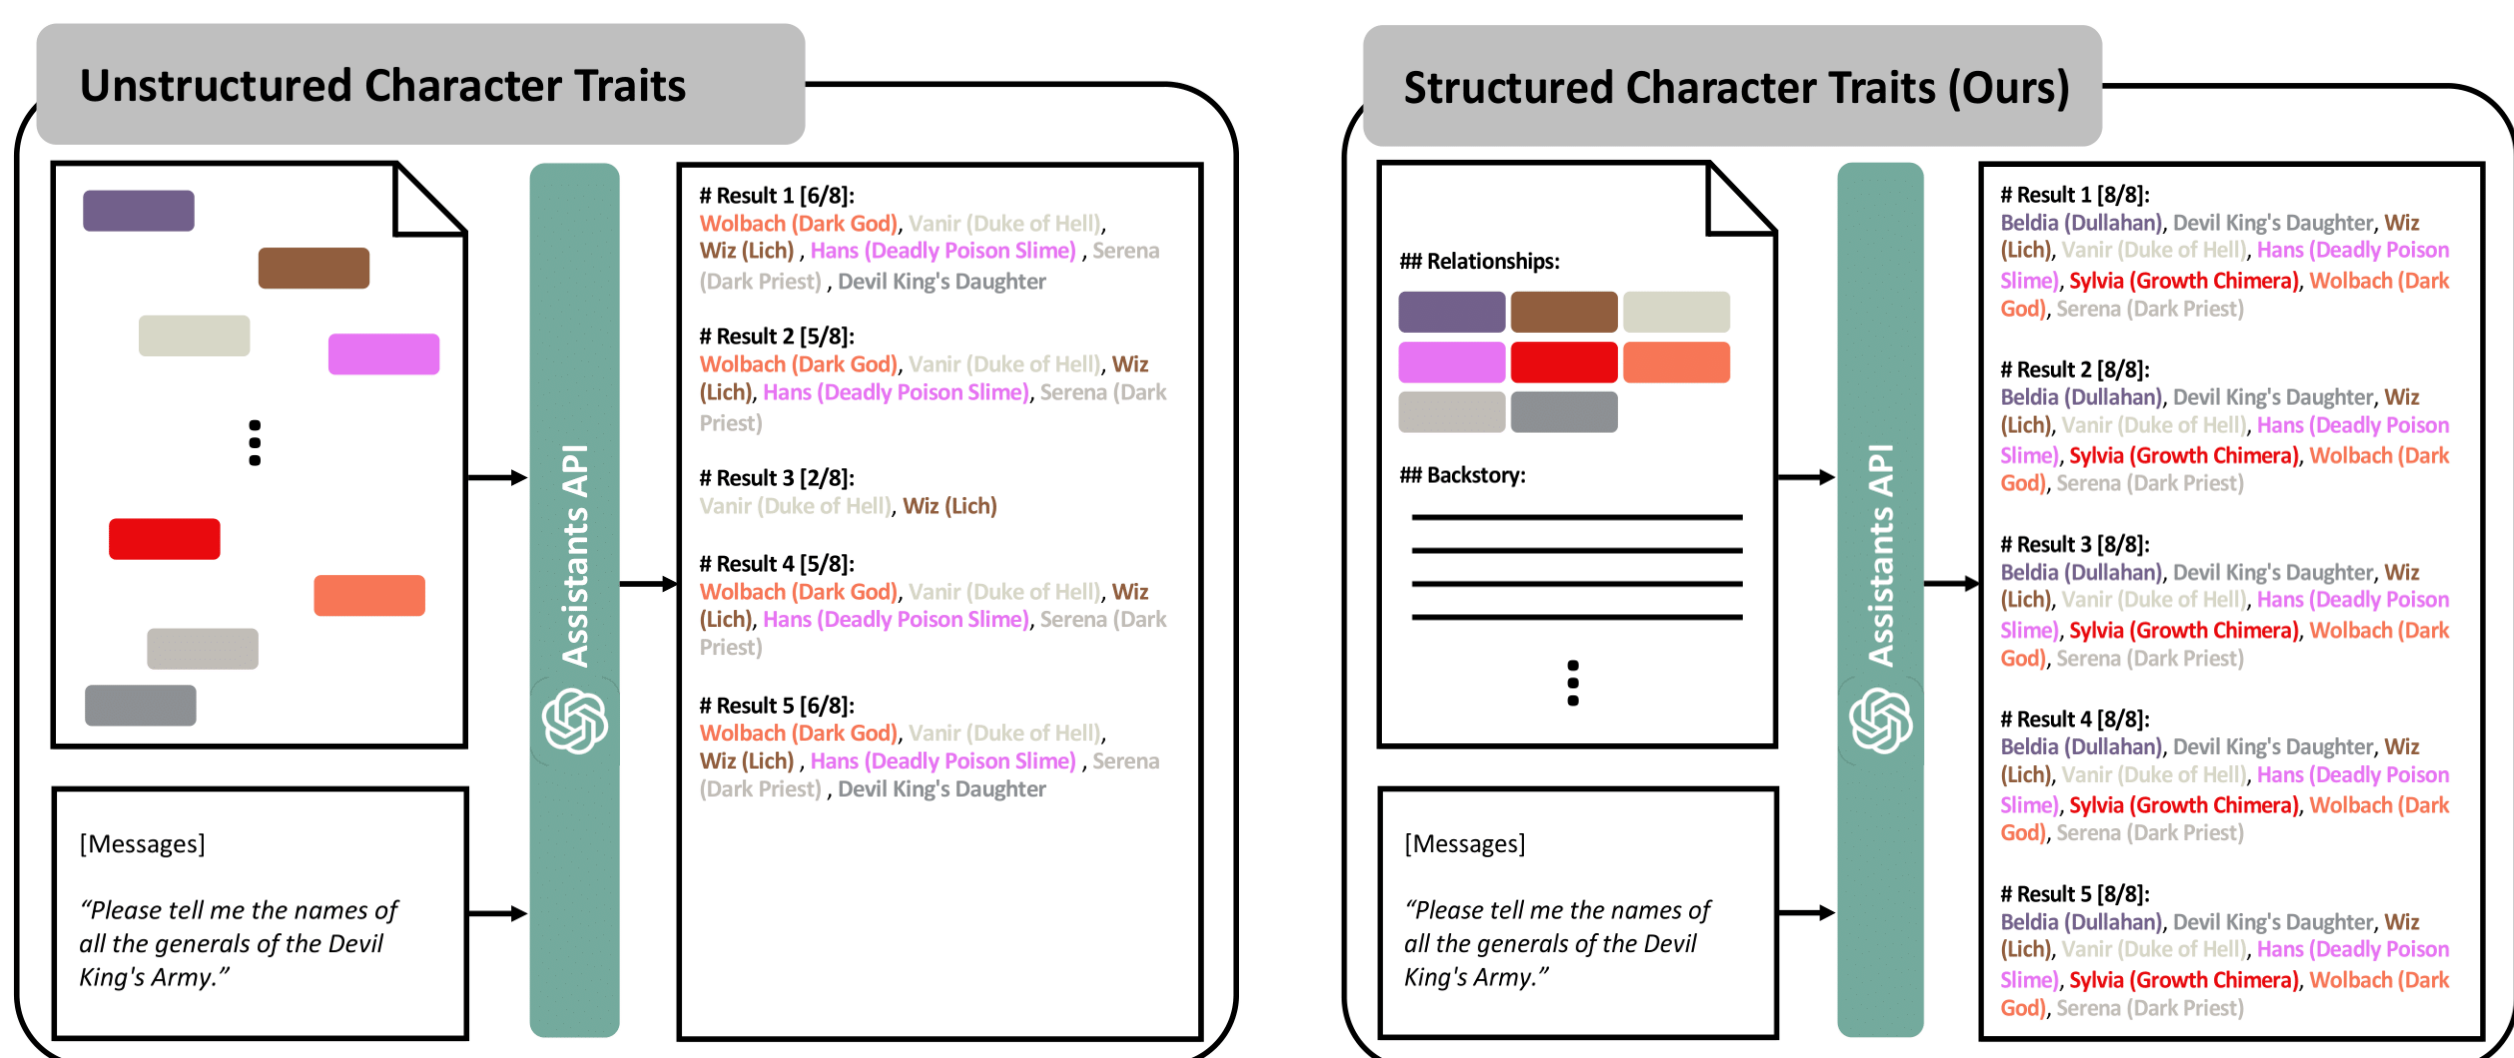 Unstructured Character Traits
# Result 1 [6/8]:
Wolbach (Dark God), Vanir (Duke of Hell),
Wiz (Lich) , Hans (Deadly Poison Slime) , Serena
(Dark Priest) , Devil King's Daughter
# Result 2 [5/8]:
Wolbach (Dark God), Vanir (Duke of Hell), Wiz
(Lich), Hans (Deadly Poison Slime), Serena (Dark
Priest)
# Result 3 [2/8]:
Vanir (Duke of Hell), Wiz (Lich)
# Result 4 [5/8]:
Wolbach (Dark God), Vanir (Duke of Hell), Wiz
(Lich), Hans (Deadly Poison Slime), Serena (Dark
Priest)
# Result 5 [6/8]:
Wolbach (Dark God), Vanir (Duke of Hell),
Wiz (Lich) , Hans (Deadly Poison Slime) , Serena
(Dark Priest) , Devil King's Daughter
Assistants API
[Messages]
“Please tell me the names of
all the generals of the Devil
King's Army.”
Structured Character Traits (Ours)
## Relationships:
## Backstory:
Assistants API
[Messages]
“Please tell me the names of
all the generals of the Devil
King's Army.”
# Result 1 [8/8]:
Beldia (Dullahan), Devil King's Daughter, Wiz
(Lich), Vanir (Duke of Hell), Hans (Deadly Poison
Slime), Sylvia (Growth Chimera), Wolbach (Dark
God), Serena (Dark Priest)
# Result 2 [8/8]:
Beldia (Dullahan), Devil King's Daughter, Wiz
(Lich), Vanir (Duke of Hell), Hans (Deadly Poison
Slime), Sylvia (Growth Chimera), Wolbach (Dark
God), Serena (Dark Priest)
# Result 3 [8/8]:
Beldia (Dullahan), Devil King's Daughter, Wiz
(Lich), Vanir (Duke of Hell), Hans (Deadly Poison
Slime), Sylvia (Growth Chimera), Wolbach (Dark
God), Serena (Dark Priest)
# Result 4 [8/8]:
Beldia (Dullahan), Devil King's Daughter, Wiz
(Lich), Vanir (Duke of Hell), Hans (Deadly Poison
Slime), Sylvia (Growth Chimera), Wolbach (Dark
God), Serena (Dark Priest)
# Result 5 [8/8]:
Beldia (Dullahan), Devil King's Daughter, Wiz
(Lich), Vanir (Duke of Hell), Hans (Deadly Poison
Slime), Sylvia (Growth Chimera), Wolbach (Dark
God), Serena (Dark Priest)